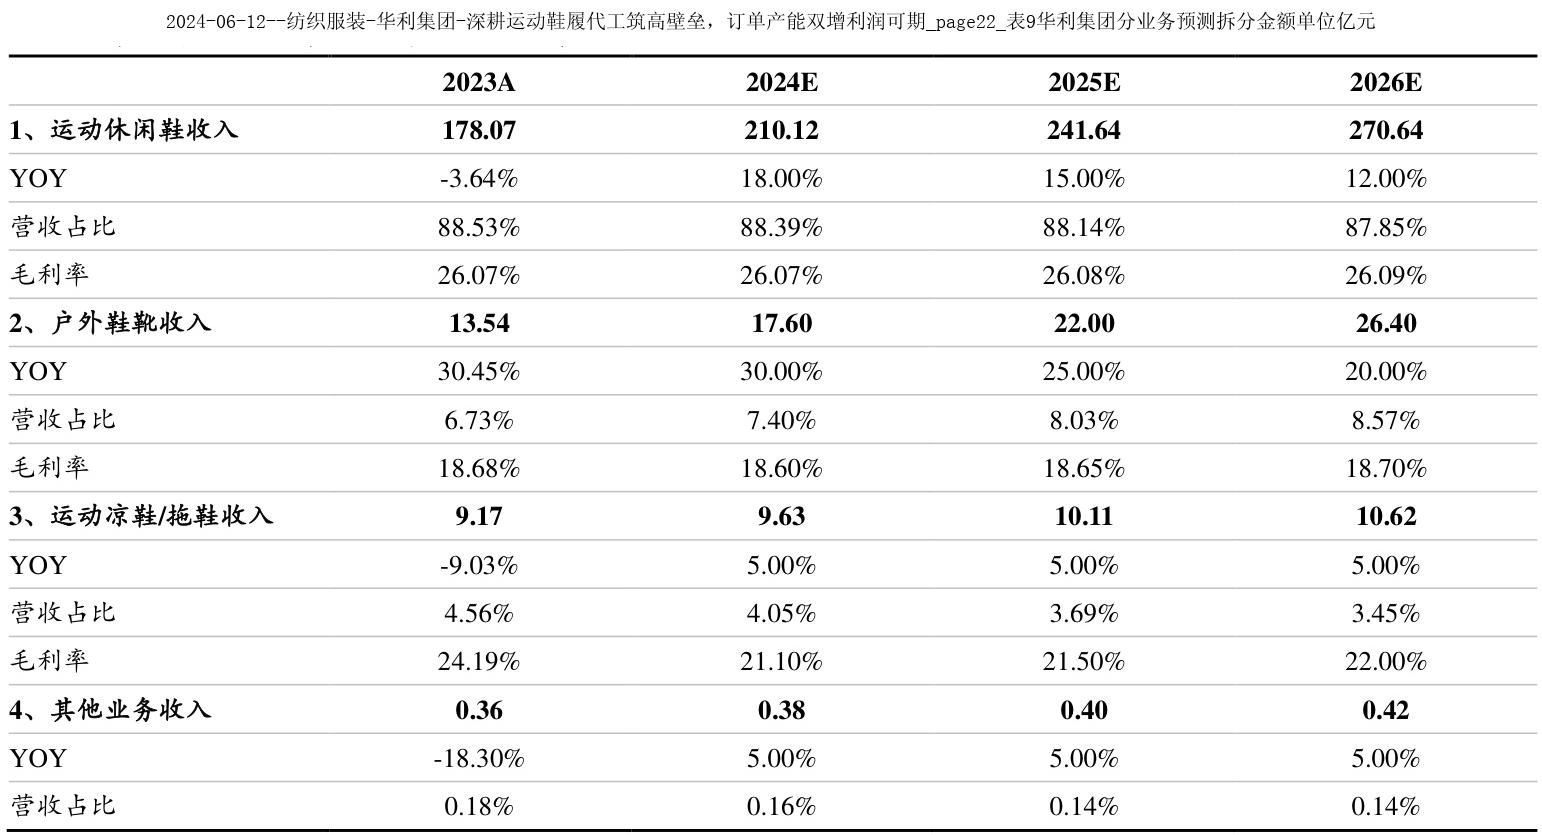 2024-06-12--纺织服装-华利集团-深耕运动鞋履代工筑高壁垒，订单产能双增利润可期_page22_表9华利集团分业务预测拆分金额单位亿元
2023A 2024E 2025E 2026E
1、运动休闲鞋收入 178.07 210.12 241.64 270.64
YOY -3.64% 18.00% 15.00% 12.00%
营收占比 88.53% 88.39% 88.14% 87.85%
毛利率 26.07% 26.07% 26.08% 26.09%
2、户外鞋靴收入 13.54 17.60 22.00 26.40
YOY 30.45% 30.00% 25.00% 20.00%
营收占比 6.73% 7.40% 8.03% 8.57%
毛利率 18.68% 18.60% 18.65% 18.70%
3、运动凉鞋/拖鞋收入 9.17 9.63 10.11 10.62
YOY -9.03% 5.00% 5.00% 5.00%
营收占比 4.56% 4.05% 3.69% 3.45%
毛利率 24.19% 21.10% 21.50% 22.00%
4、其他业务收入 0.36 0.38 0.40 0.42
YOY -18.30% 5.00% 5.00% 5.00%
营收占比 0.18% 0.16% 0.14% 0.14%